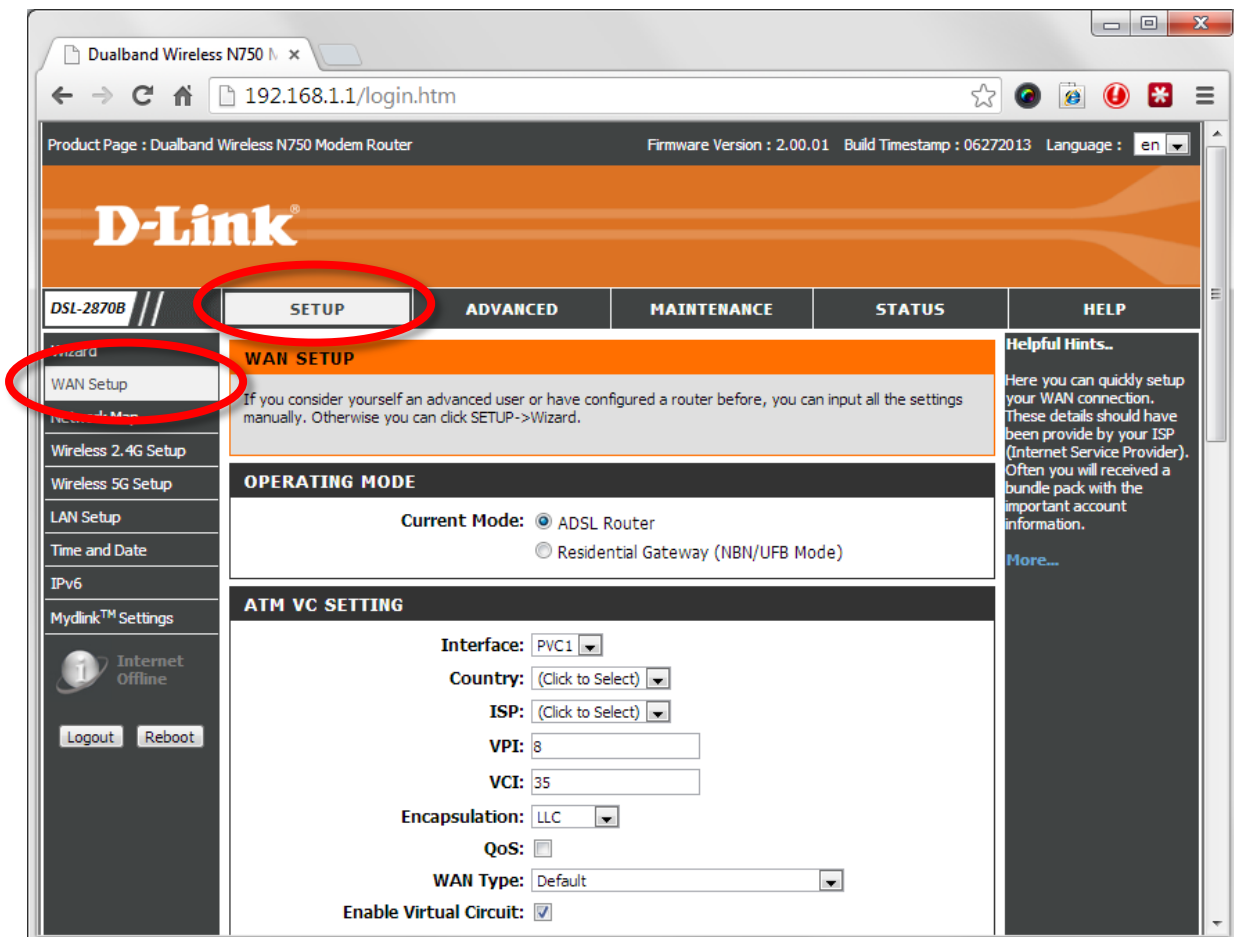 Dualband Wireless N750 N
192.168.1.1/login.htm
Product Page : Dualband Wireless N750 Modem Router
Firmware Version : 2.00.01 Build Timestamp : 06272013 Language : en
D-Link®
DSL-2870B
SETUP
ADVANCED
MAINTENANCE
STATUS
HELP
Wizard
WAN Setup
Network Map
Wireless 2.4G Setup
Wireless 5G Setup
LAN Setup
Time and Date
IPv6
Mydlink™ Settings
Internet
Offline
Logout
Reboot
WAN SETUP
If you consider yourself an advanced user or have configured a router before, you can input all the settings
manually. Otherwise you can click SETUP->Wizard.
OPERATING MODE
Current Mode: ADSL Router
Residential Gateway (NBN/UFB Mode)
ATM VC SETTING
Interface: PVC1
Country: (Click to Select)
ISP: (Click to Select)
VPI: 8
VCI: 35
Encapsulation: LLC
QoS:
WAN Type: Default
Enable Virtual Circuit:
Helpful Hints..
Here you can quickly setup
your WAN connection.
These details should have
been provide by your ISP
(Internet Service Provider).
Often you will received a
bundle pack with the
important account
information.
More...